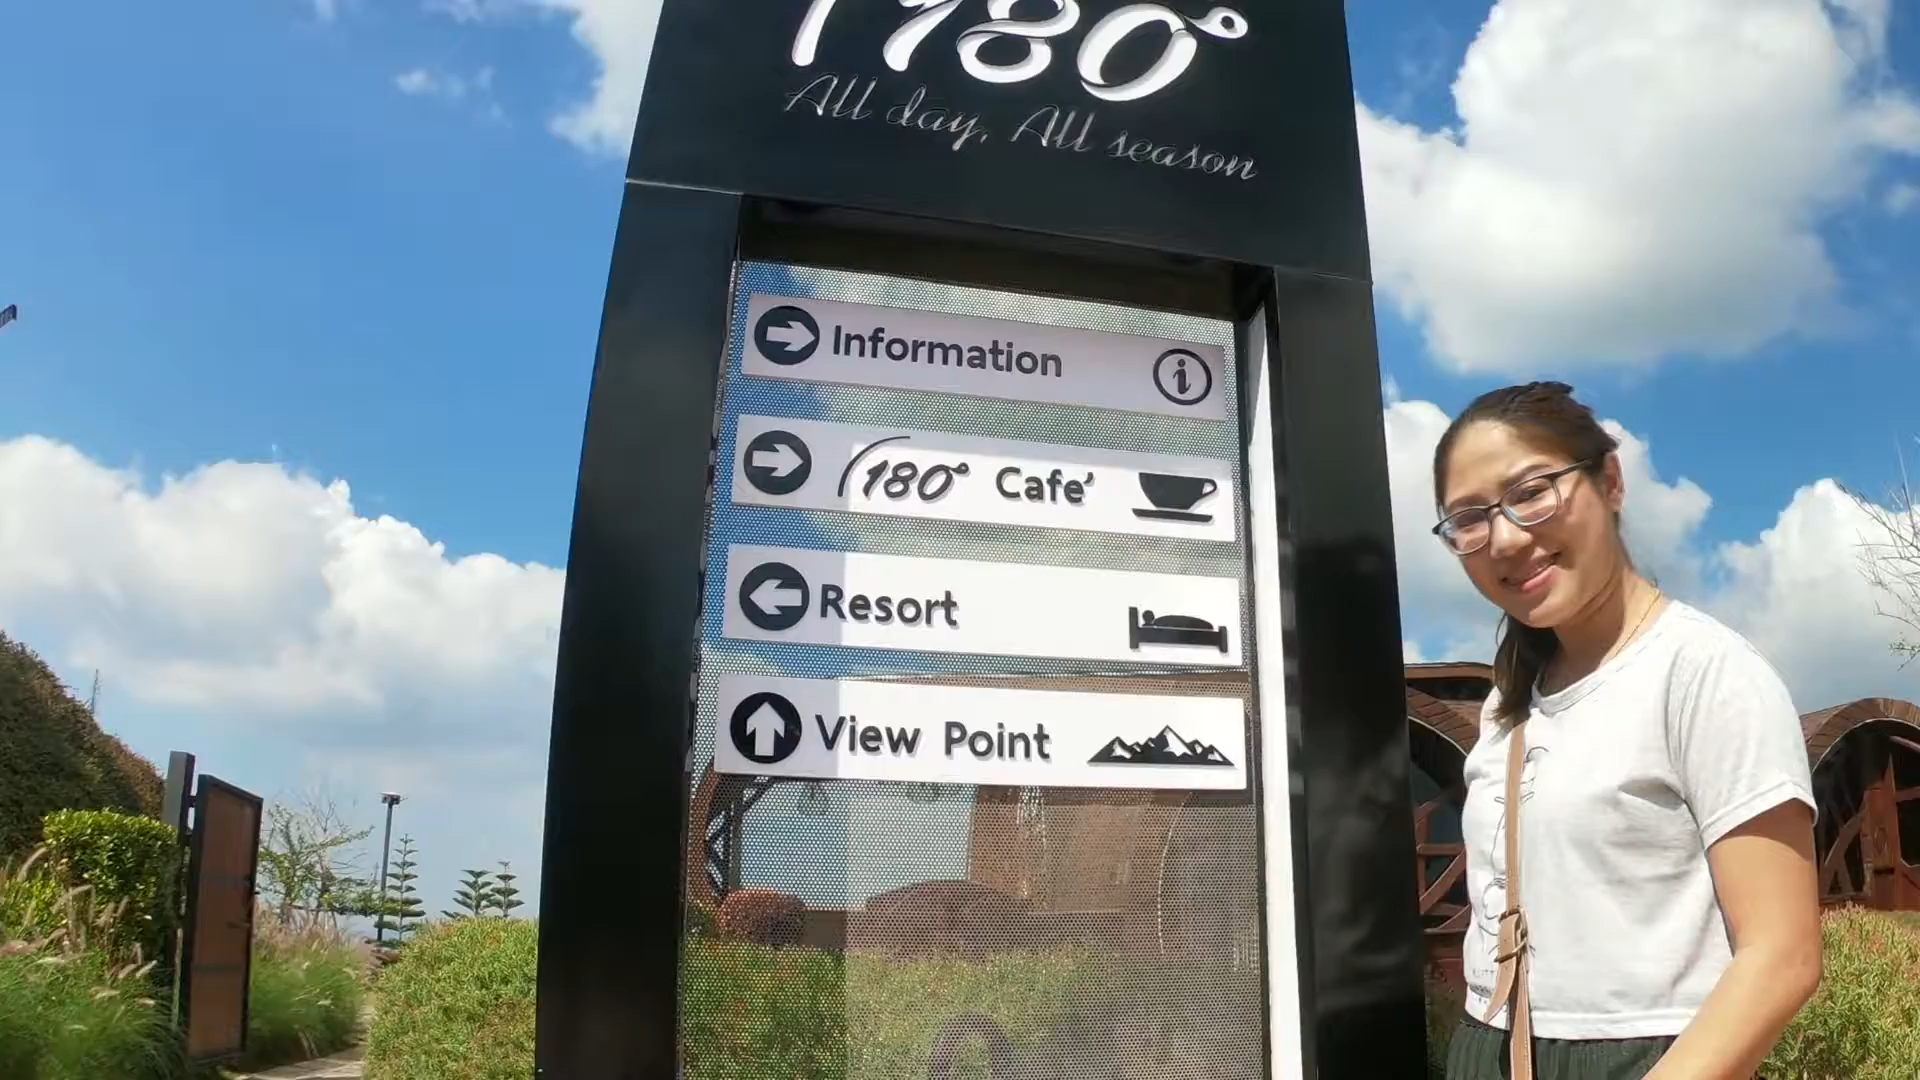 180°
All day, All season
Information
180° Cafe'
Resort
View Point